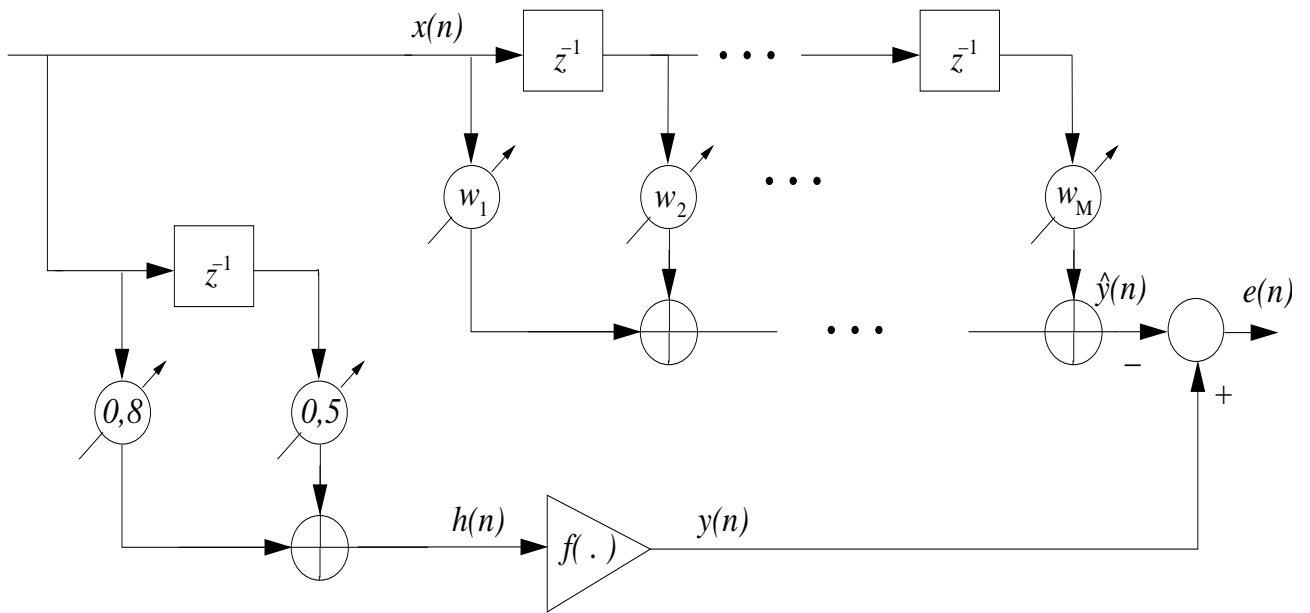 x(n)
z⁻¹ • • • z⁻¹
w₁ w₂ • • • w_M
z⁻¹
ŷ(n) e(n)
• • •
− +
0,8 0,5
h(n) f( . ) y(n)